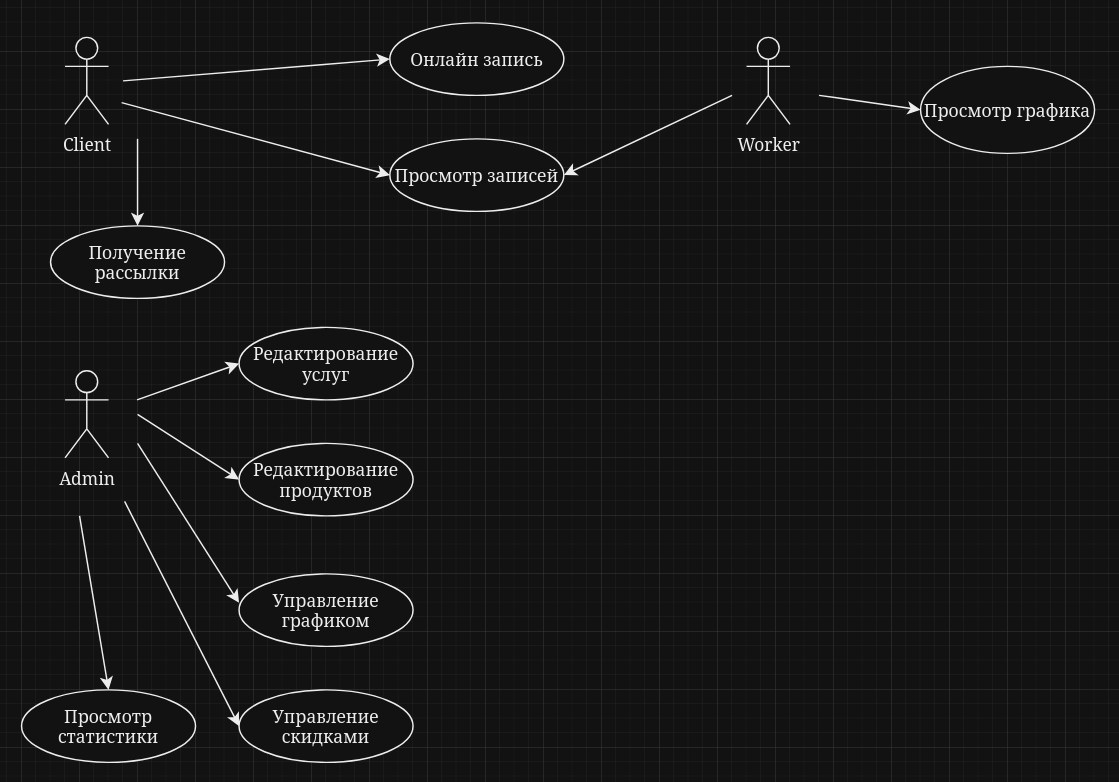 Онлайн запись
Client
Worker
Просмотр графика
Просмотр записей
Получение
рассылки
Редактирование
услуг
Admin
Редактирование
продуктов
Управление
графиком
Просмотр
статистики
Управление
скидками